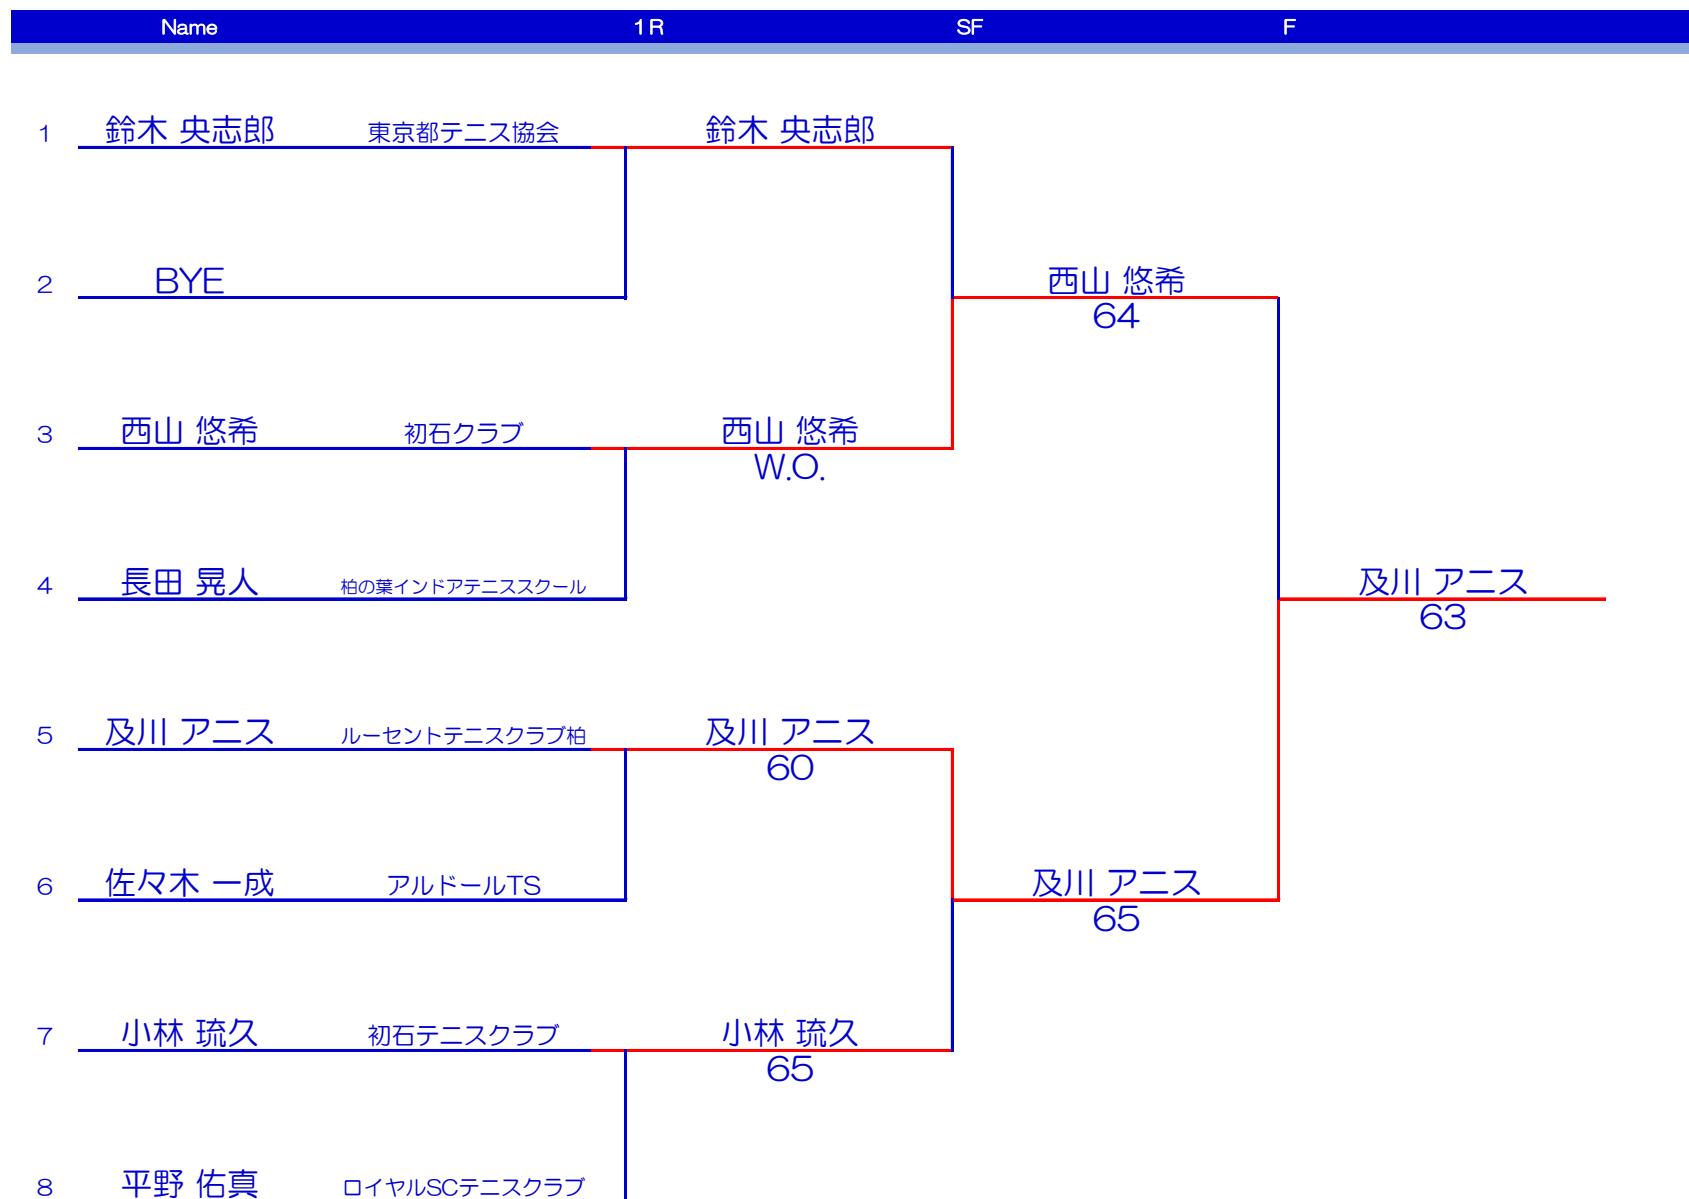 Name 1R SF F
1 鈴木 央志郎 東京都テニス協会 鈴木 央志郎
2 BYE 西山 悠希
64
3 西山 悠希 初石クラブ 西山 悠希
W.O.
4 長田 晃人 柏の葉インドアテニススクール 及川 アニス
63
5 及川 アニス ルーセントテニスクラブ柏 及川 アニス
60
6 佐々木 一成 アルドールTS 及川 アニス
65
7 小林 琉久 初石テニスクラブ 小林 琉久
65
8 平野 佑真 ロイヤルSCテニスクラブ